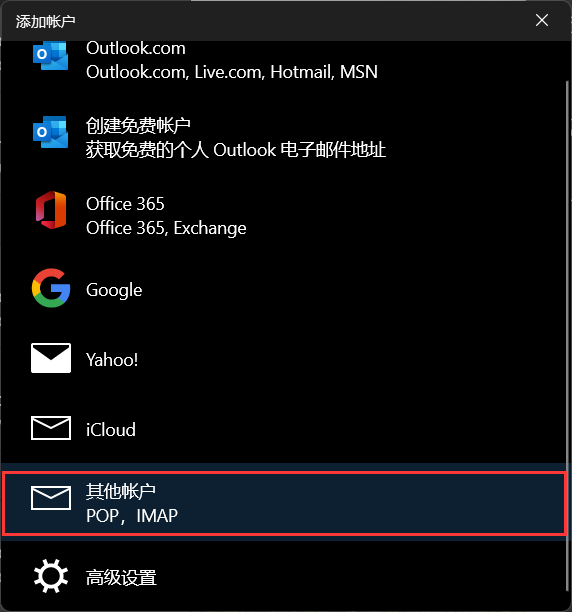 添加帐户
Outlook.com
Outlook.com, Live.com, Hotmail, MSN
创建免费帐户
获取免费的个人 Outlook 电子邮件地址
Office 365
Office 365, Exchange
Google
Yahoo!
iCloud
其他帐户
POP，IMAP
高级设置